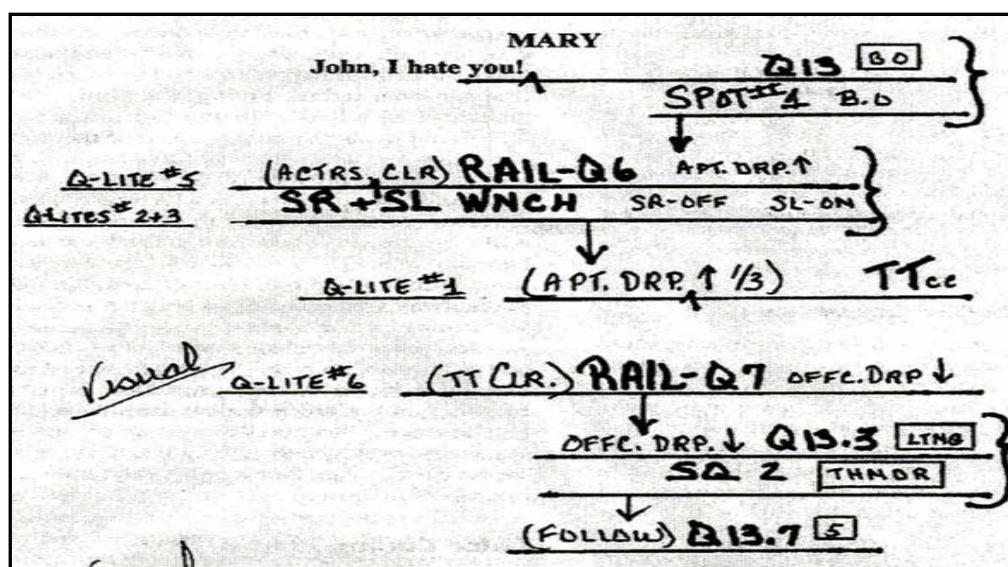 MARY
John, I hate you! Q13 BO
SPOT #1 B.O
Q-LITE #5 (ACTRS, CLR) RAIL-Q6 APT. DRP. ↑
Q-LITES #2+3 SR + SL WNCH SR-OFF SL-ON
Q-LITE #1 (APT. DRP. ↑ 1/3) TTcc
Visual Q-LITE #6 (TT CLR.) RAIL-Q7 OFFC. DRP ↓
OFFC. DRP. ↓ Q13.3 LTNG
SQ 2 THNDR
(FOLLOW) Q13.7 5